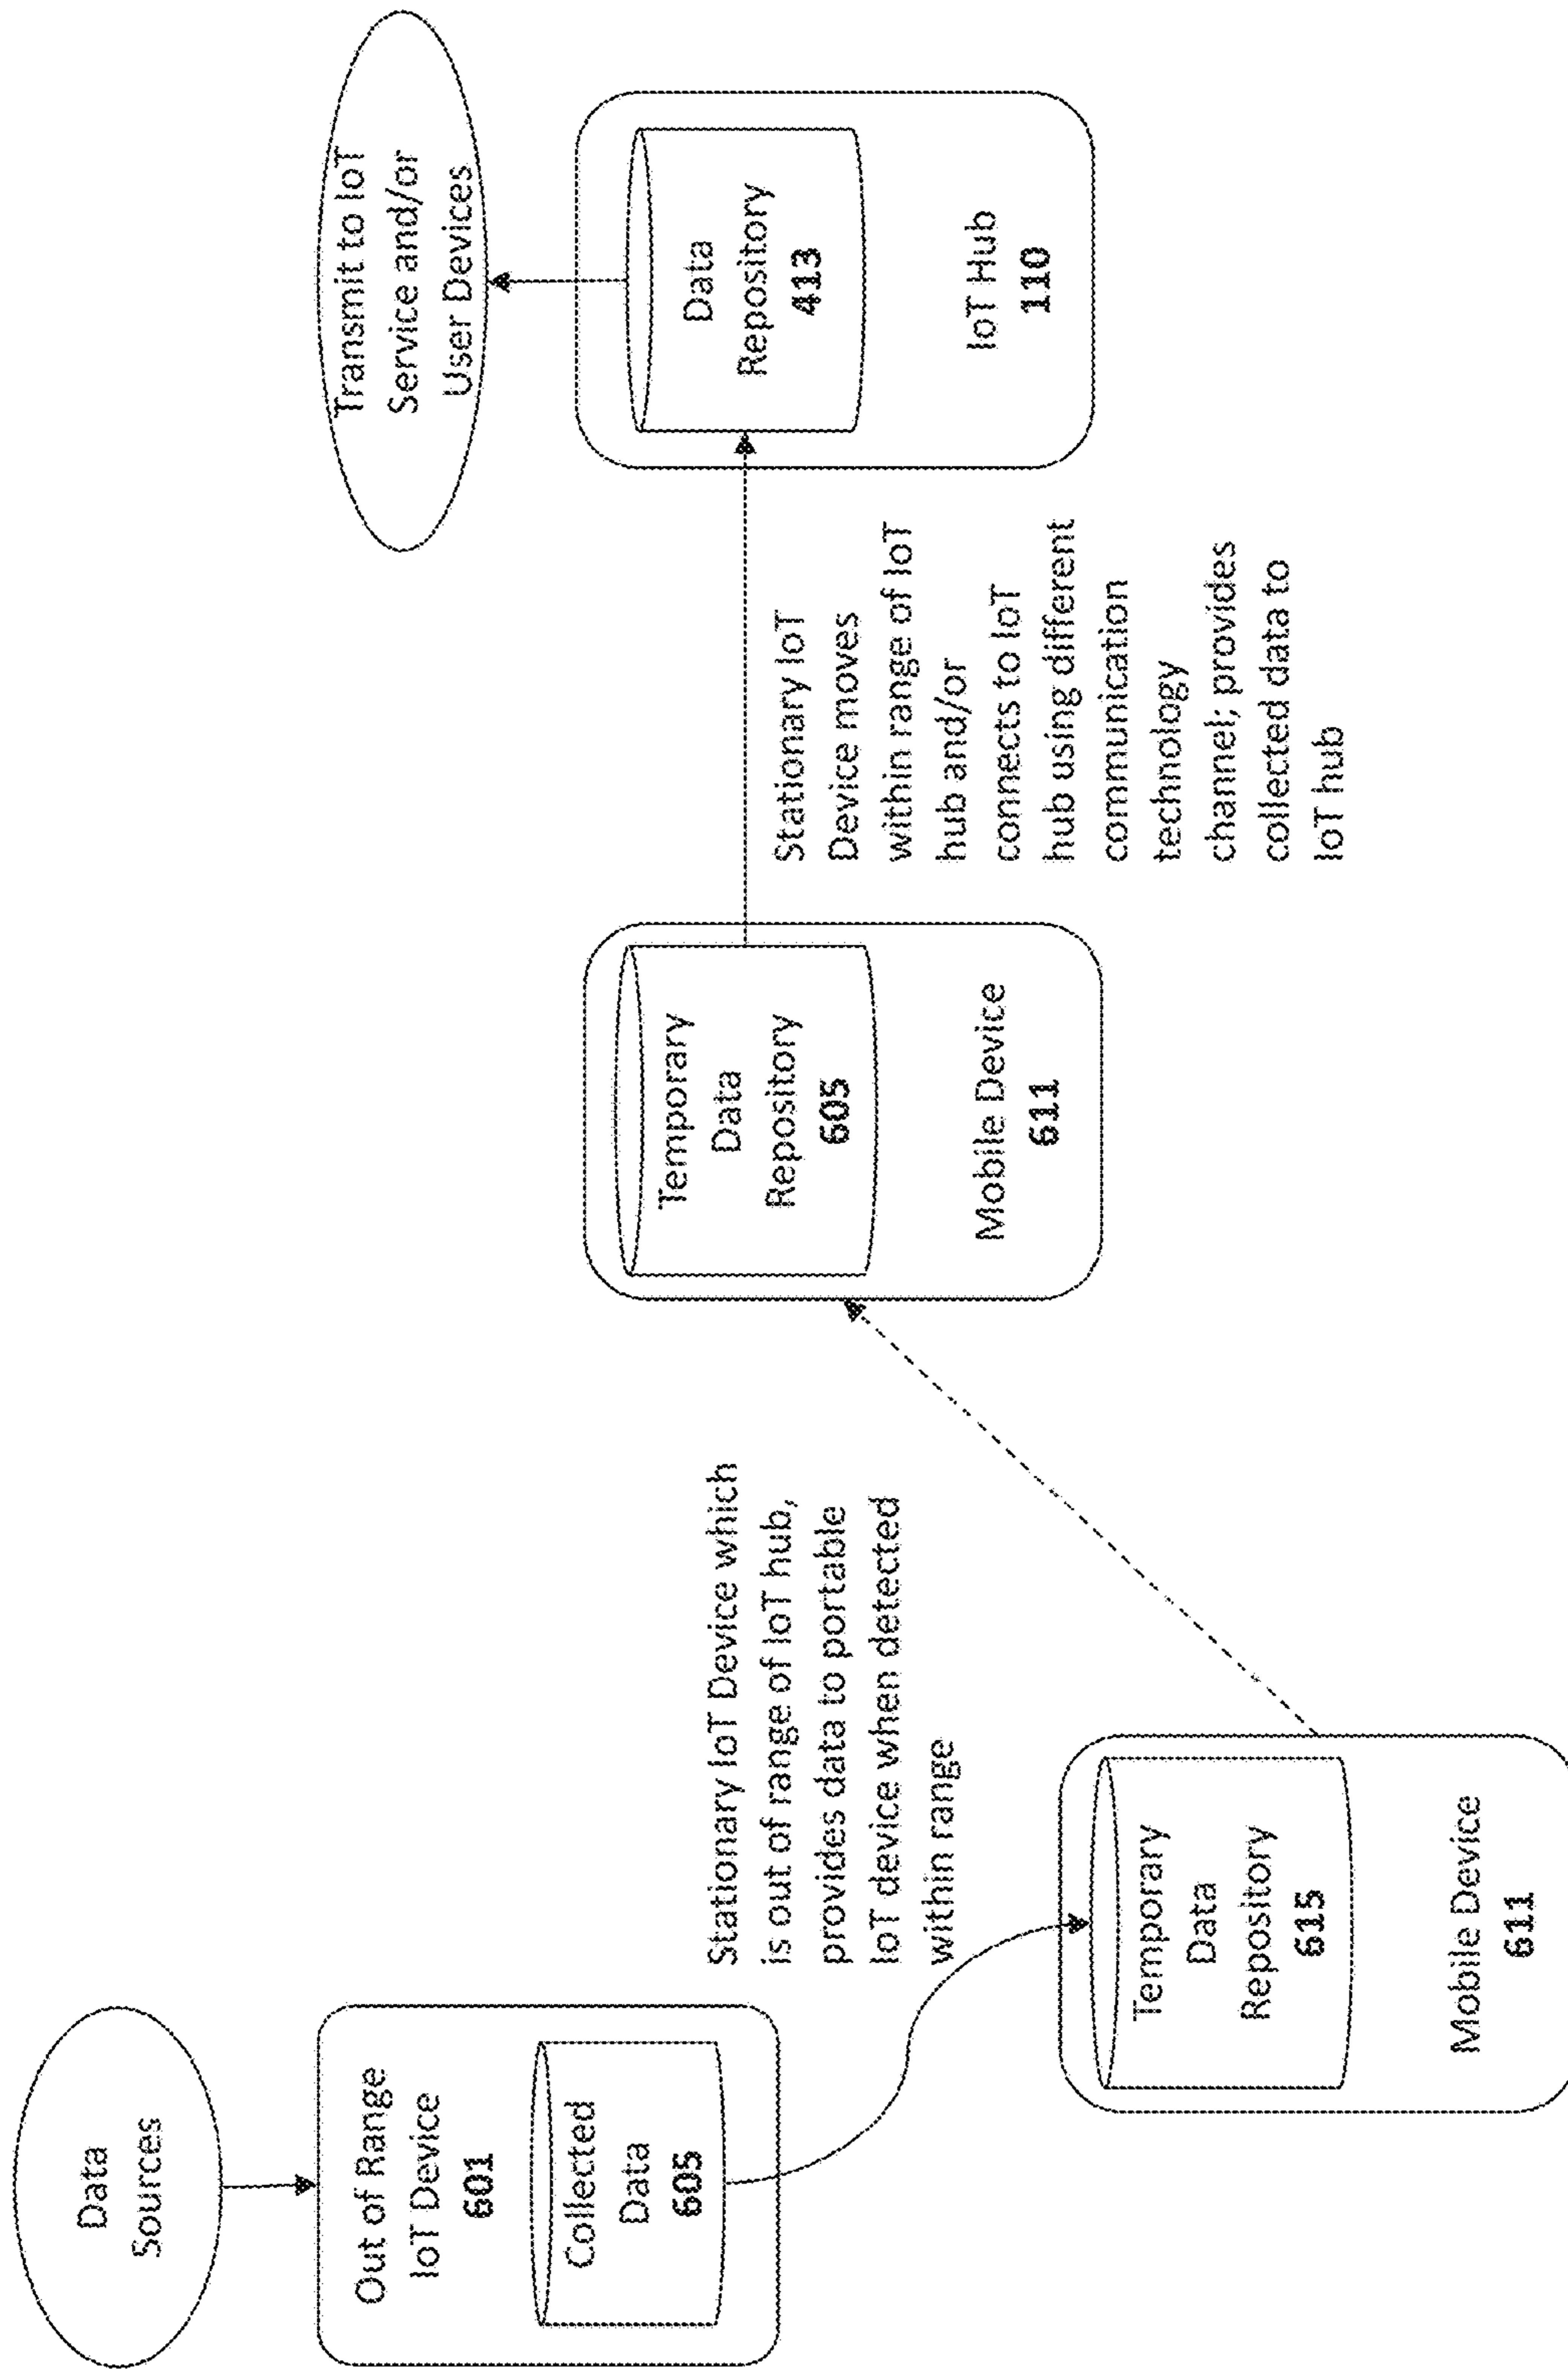 Data
Sources
Out of Range
IoT Device
601
Collected
Data
605
Stationary IoT Device which
is out of range of IoT hub,
provides data to portable
IoT device when detected
within range
Temporary
Data
Repository
615
Mobile Device
611
Temporary
Data
Repository
605
Mobile Device
611
Stationary IoT
Device moves
within range of IoT
hub and/or
connects to IoT
hub using different
communication
technology
channel; provides
collected data to
IoT hub
Transmit to IoT
Service and/or
User Devices
Data
Repository
413
IoT Hub
110